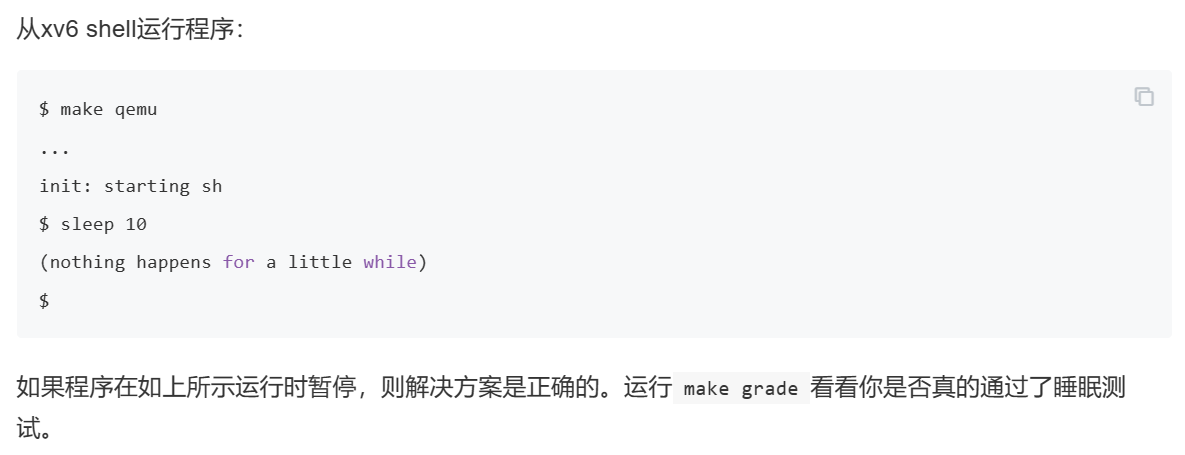 从xv6 shell运行程序：
$ make qemu
...
init: starting sh
$ sleep 10
(nothing happens for a little while)
$
如果程序在如上所示运行时暂停，则解决方案是正确的。运行 make grade 看看你是否真的通过了睡眠测
试。